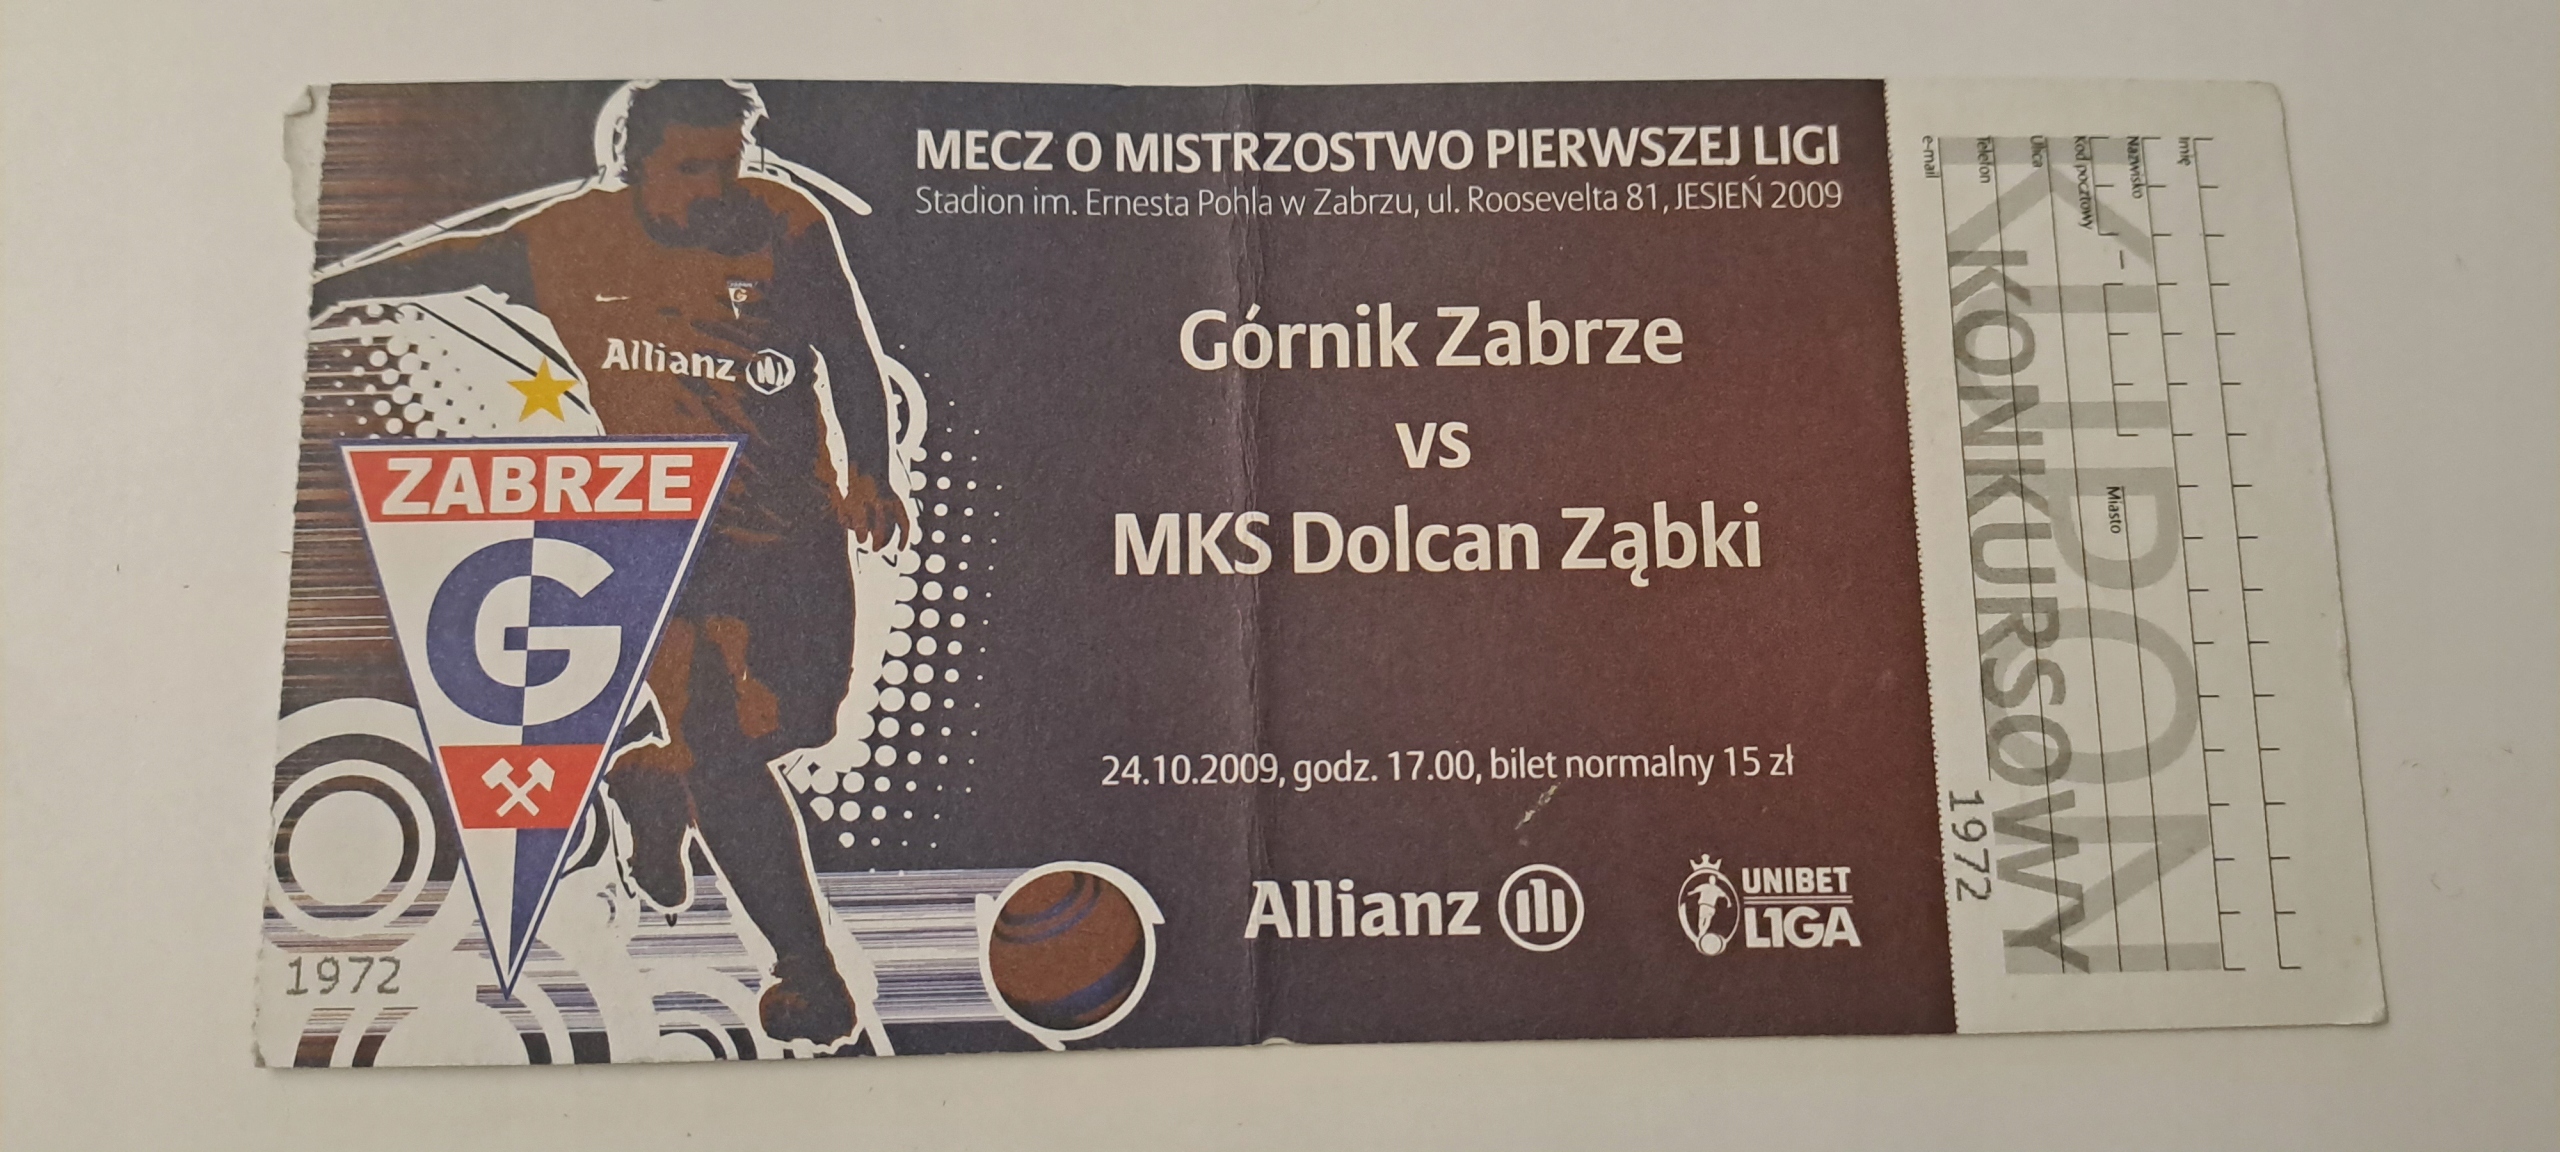 MECZ O MISTRZOSTWO PIERWSZEJ LIGI
Stadion im. Ernesta Pohla w Zabrzu, ul. Roosevelta 81, JESIEŃ 2009
Górnik Zabrze
vs
MKS Dolcan Ząbki
24.10.2009, godz. 17.00, bilet normalny 15 zł
Allianz
UNIBET
L1GA
G
Allianz
ZABRZE
G
1972
KUPON
KONKURSOWY
Imię
Nazwisko
Kod pocztowy – Miasto
Ulica
Telefon
e-mail
1972